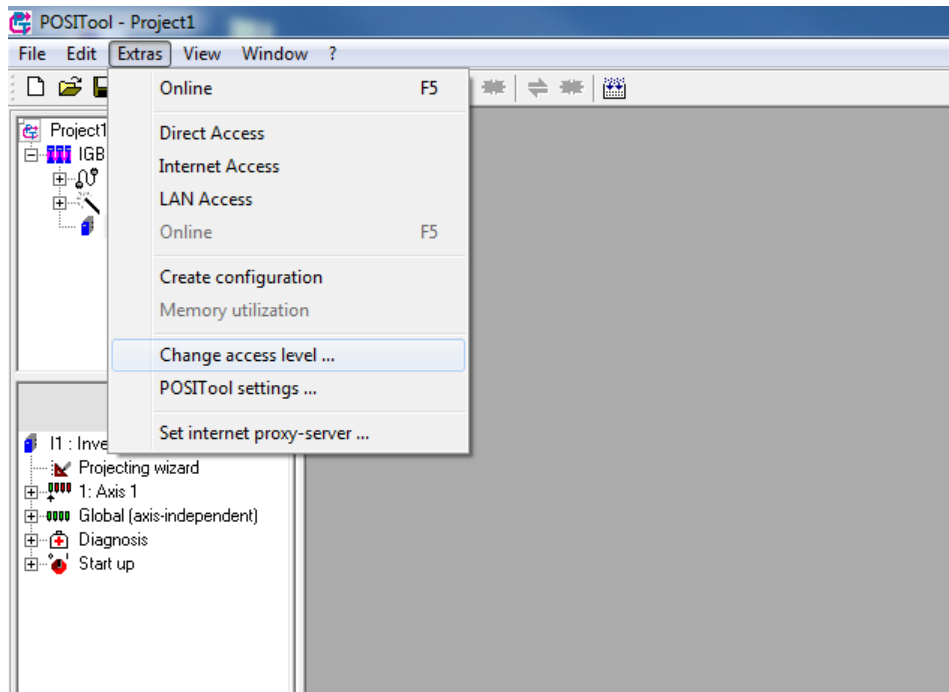 POSITool - Project1
File Edit Extras View Window ?
Online F5
Direct Access
Internet Access
LAN Access
Online F5
Create configuration
Memory utilization
Change access level ...
POSITool settings ...
Set internet proxy-server ...
Project1
IGB
I1 : Inve
Projecting wizard
1: Axis 1
Global (axis-independent)
Diagnosis
Start up